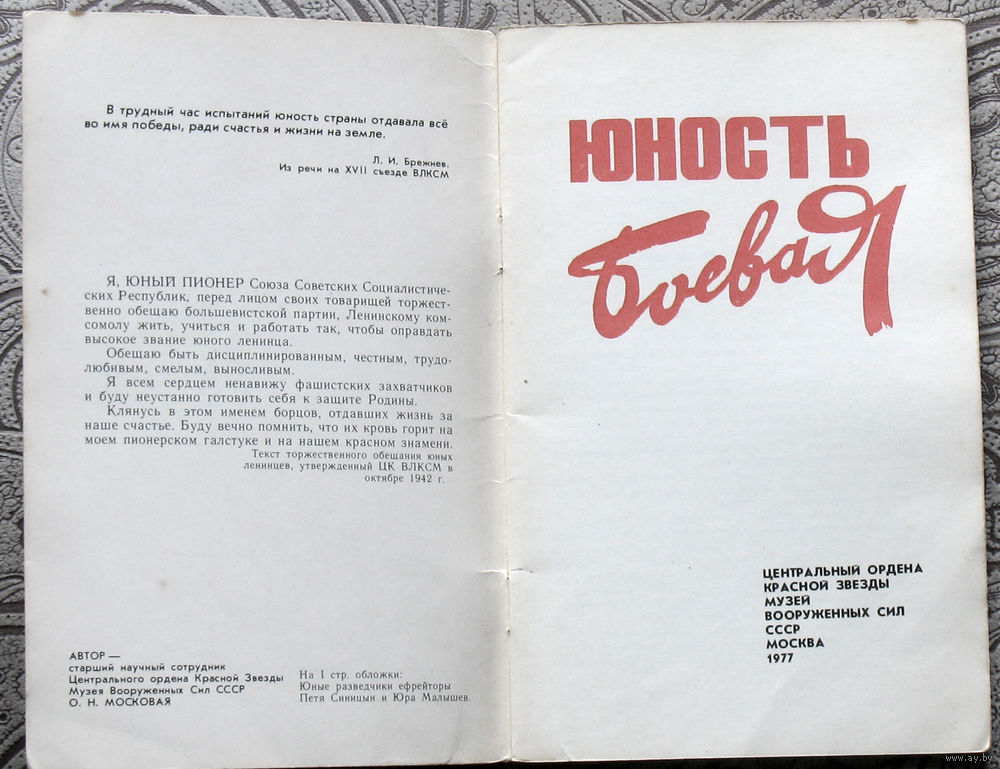 В трудный час испытаний юность страны отдавала всё
во имя победы, ради счастья и жизни на земле.
Л. И. Брежнев.
Из речи на XVII съезде ВЛКСМ
Я, ЮНЫЙ ПИОНЕР Союза Советских Социалистиче-
ских Республик, перед лицом своих товарищей торжест-
венно обещаю большевистской партии, Ленинскому ком-
сомолу жить, учиться и работать так, чтобы оправдать
высокое звание юного ленинца.
Обещаю быть дисциплинированным, честным, трудо-
любивым, смелым, выносливым.
Я всем сердцем ненавижу фашистских захватчиков
и буду неустанно готовить себя к защите Родины.
Клянусь в этом именем борцов, отдавших жизнь за
наше счастье. Буду вечно помнить, что их кровь горит на
моем пионерском галстуке и на нашем красном знамени.
Текст торжественного обещания юных
ленинцев, утвержденный ЦК ВЛКСМ в
октябре 1942 г.
АВТОР —
старший научный сотрудник
Центрального ордена Красной Звезды
Музея Вооруженных Сил СССР
О. Н. МОСКОВАЯ
На I стр. обложки:
Юные разведчики ефрейторы
Петя Синицын и Юра Малышев.
ЮНОСТЬ
Боевая
ЦЕНТРАЛЬНЫЙ ОРДЕНА
КРАСНОЙ ЗВЕЗДЫ
МУЗЕЙ
ВООРУЖЕННЫХ СИЛ
СССР
МОСКВА
1977
www.ay.by